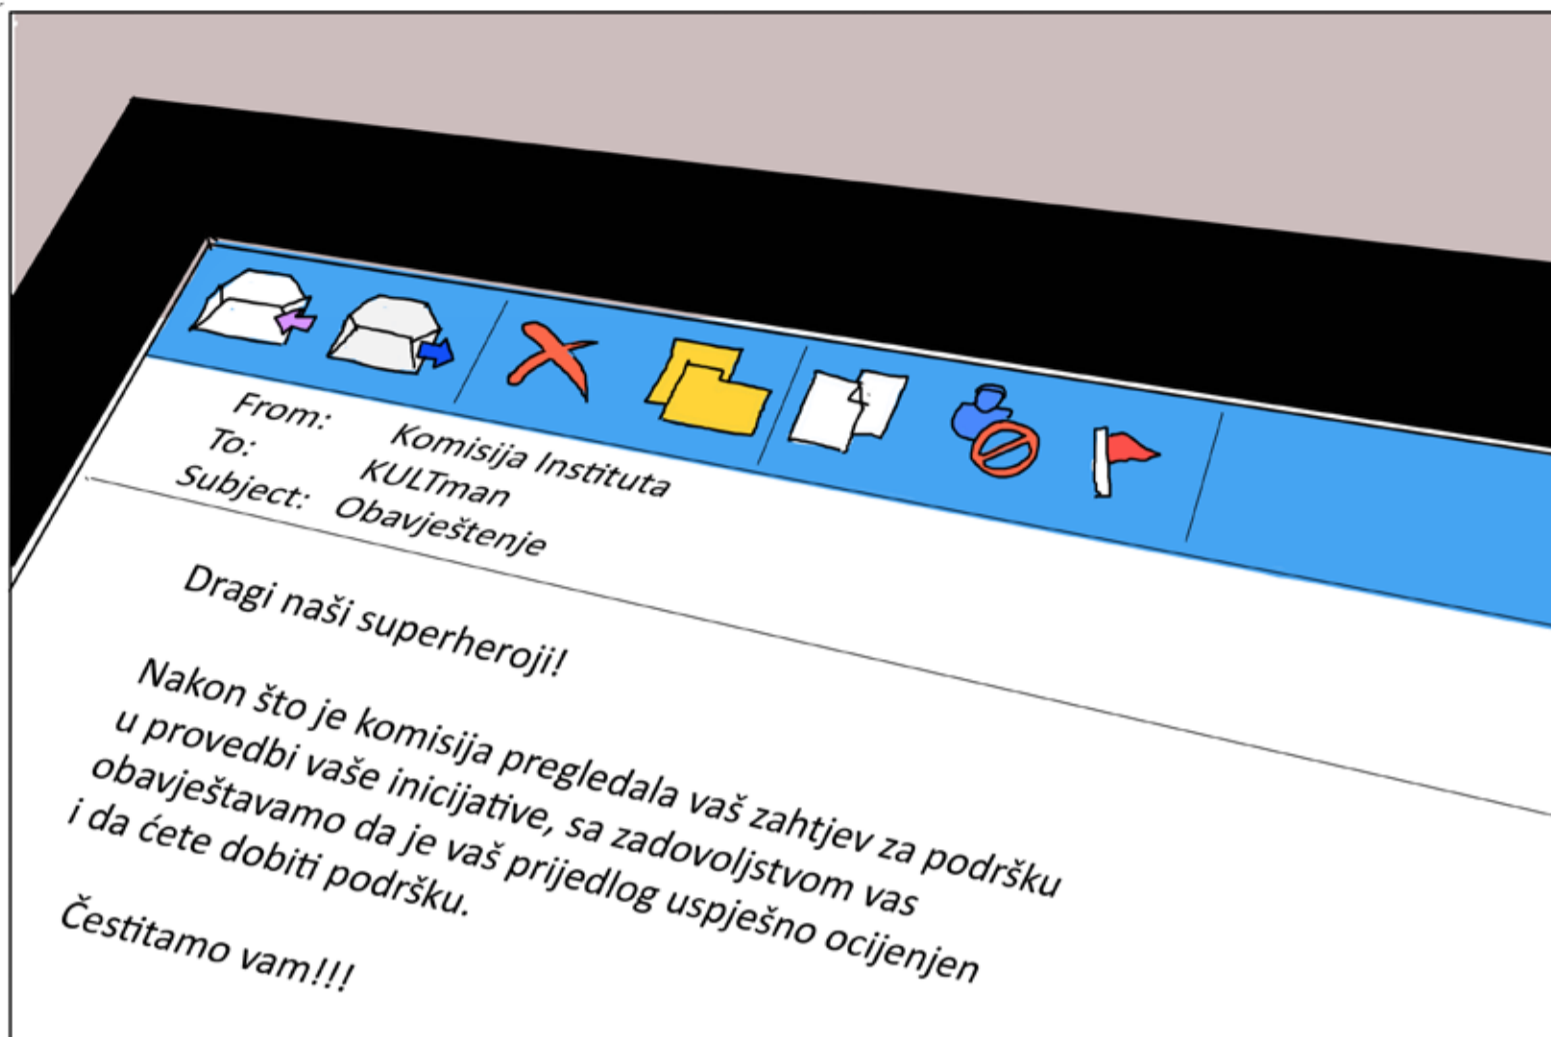 From: Komisija Instituta
To: KULTman
Subject: Obavještenje
Dragi naši superheroji!
Nakon što je komisija pregledala vaš zahtjev za podršku
u provedbi vaše inicijative, sa zadovoljstvom vas
obavještavamo da je vaš prijedlog uspješno ocijenjen
i da ćete dobiti podršku.
Čestitamo vam!!!